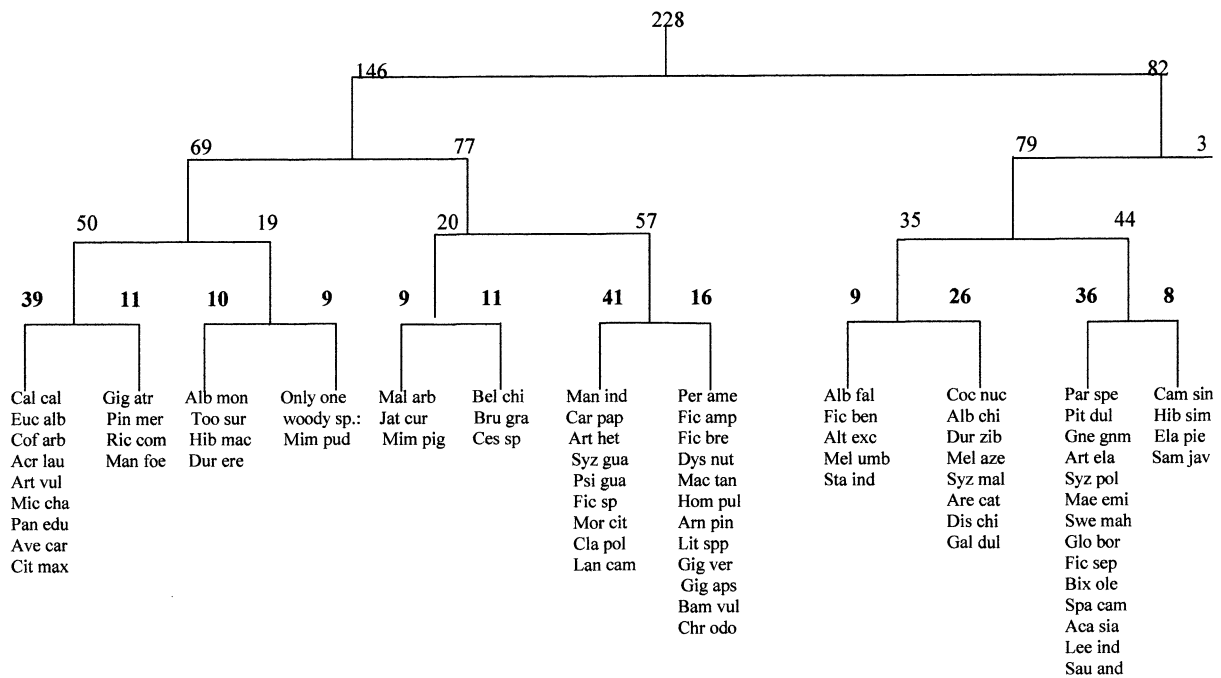 228
146 82
69 77 79 3
50 19 20 57 35 44
39 11 10 9 9 11 41 16 9 26 36 8
Cal cal
Euc alb
Cof arb
Acr lau
Art vul
Mic cha
Pan edu
Ave car
Cit max
Gig atr
Pin mer
Ric com
Man foe
Alb mon
Too sur
Hib mac
Dur ere
Only one
woody sp.:
Mim pud
Mal arb
Jat cur
Mim pig
Bel chi
Bru gra
Ces sp
Man ind
Car pap
Art het
Syz gua
Psi gua
Fic sp
Mor cit
Cla pol
Lan cam
Per ame
Fic amp
Fic bre
Dys nut
Mac tan
Hom pul
Arn pin
Lit spp
Gig ver
Gig aps
Bam vul
Chr odo
Alb fal
Fic ben
Alt exc
Mel umb
Sta ind
Coc nuc
Alb chi
Dur zib
Mel aze
Syz mal
Are cat
Dis chi
Gal dul
Par spe
Pit dul
Gne gnm
Art ela
Syz pol
Mae emi
Swe mah
Glo bor
Fic sep
Bix ole
Spa cam
Aca sia
Lee ind
Sau and
Cam sin
Hib sim
Ela pie
Sam jav